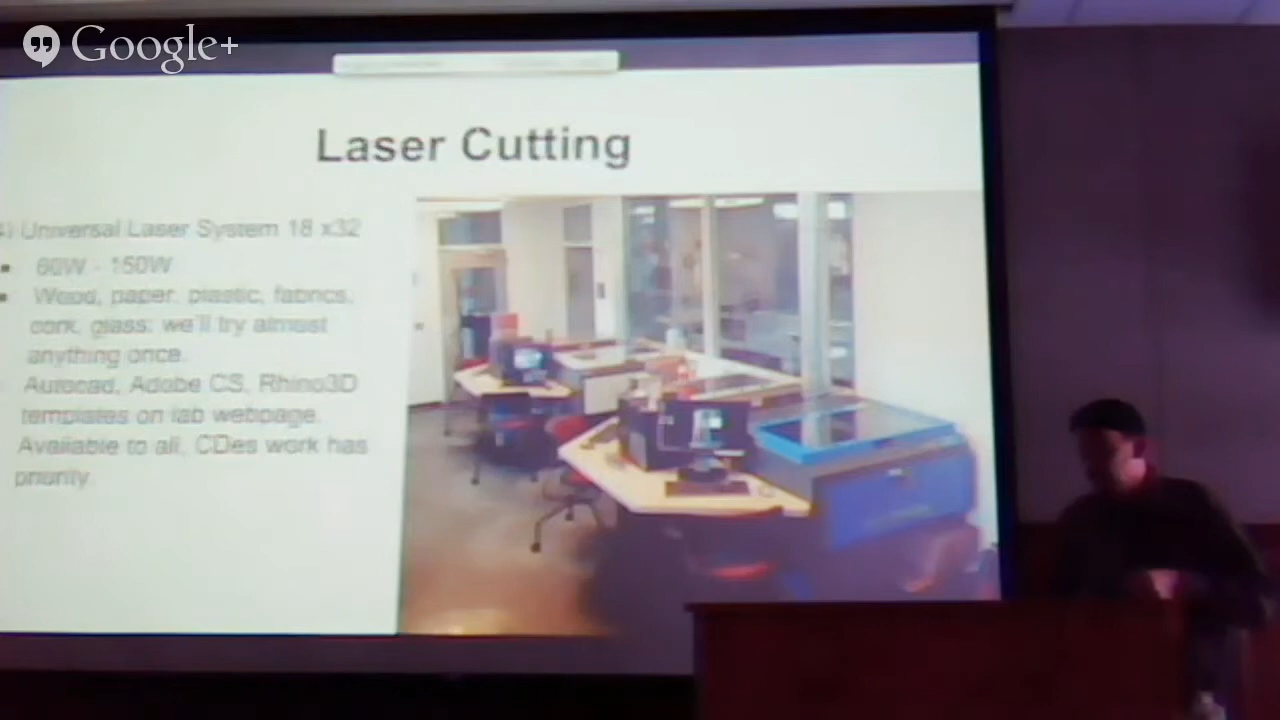 Google+
Laser Cutting
Universal Laser System 18 x32
60W - 150W
Wood, paper, plastic, fabrics,
cork, glass: we'll try almost
anything once.
Autocad, Adobe CS, Rhino3D
templates on lab webpage.
Available to all, CDes work has
priority.